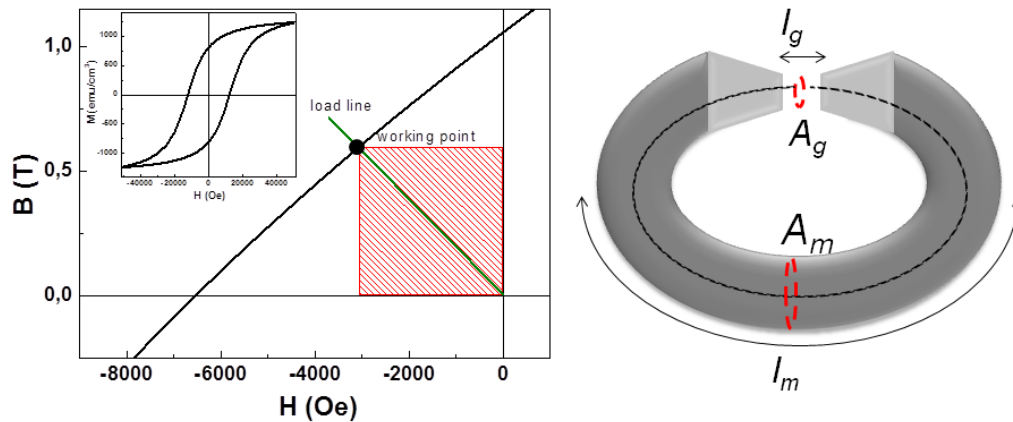 1,0
0,5
0,0
B (T)
-8000
-6000
-4000
-2000
0
H (Oe)
load line
working point
M (emu/cm³)
1000
500
0
-500
-1000
-40000
-20000
0
20000
40000
H (Oe)
l_g
A_g
A_m
l_m